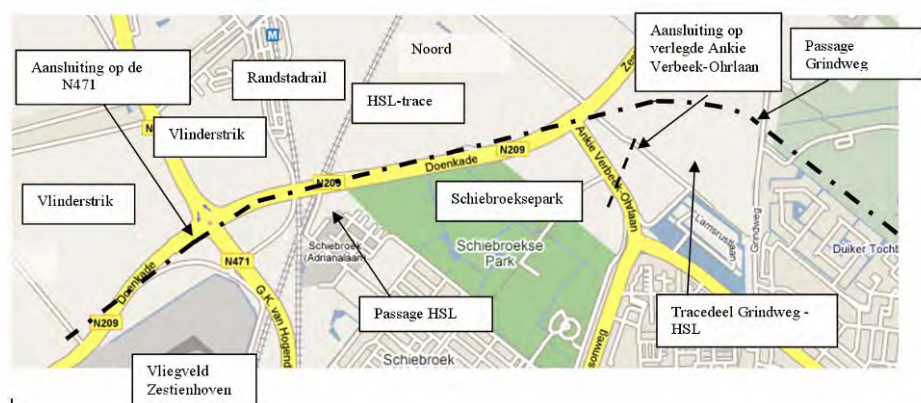 Aansluiting op de
N471
Randstadrail
Noord
HSL-trace
Aansluiting op
verlegde Ankie
Verbeek-Ohrlaan
Passage
Grindweg
M
Vlinderstrik
Vlinderstrik
N209
Doenkade
N209
Ankie Verbeek-Ohrlaan
Schiebroeksepark
Schiebroekse
Park
Lamsrustlaan
Grindweg
Duiker Tocht
Schiebroek
(Adrianalaan)
Doenkade
N209
N471
G.K. van Hogend
Passage HSL
Tracedeel Grindweg -
HSL
Schiebroek
sonweg
Vliegveld
Zestienhoven